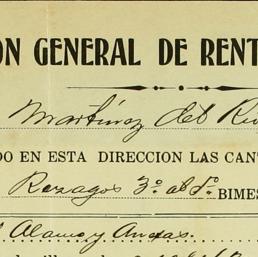 ON GENERAL DE RENT
Martínez del Rí
DO EN ESTA DIRECCION LAS CANT
Rezagos 3º al 5º BIMES
Alamo y Anexas.